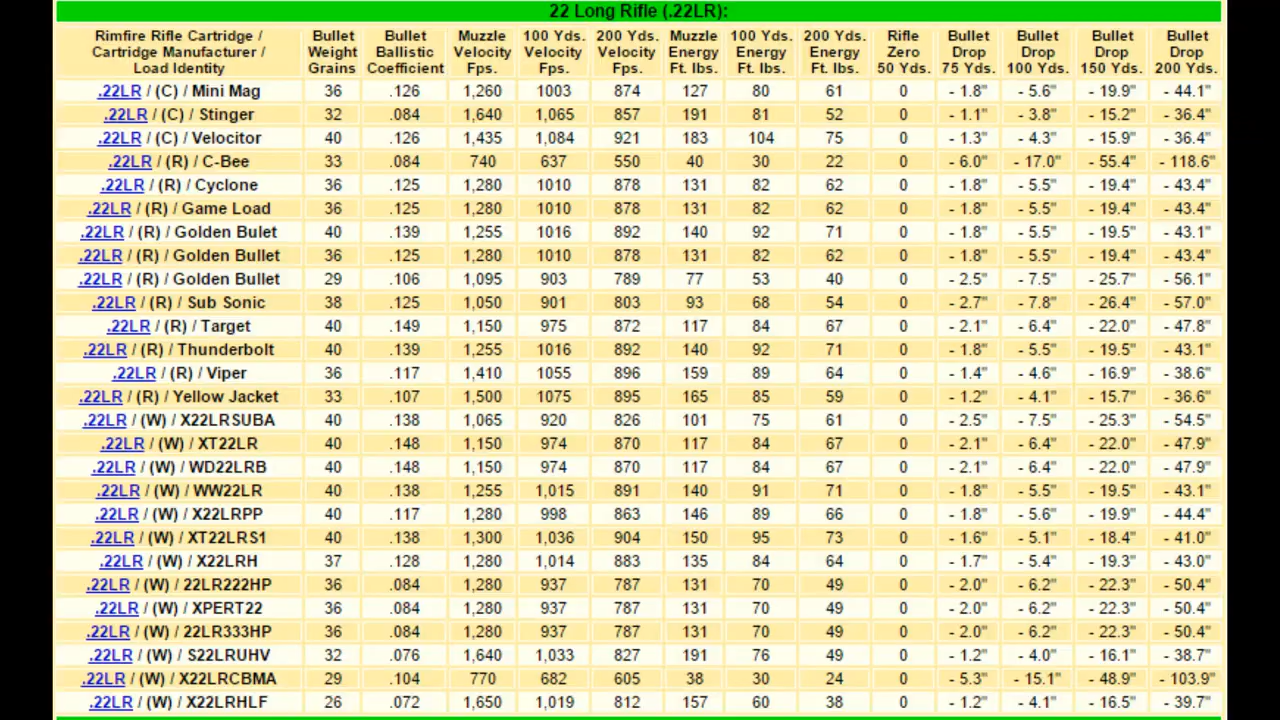 22 Long Rifle (.22LR):
Rimfire Rifle Cartridge / Cartridge Manufacturer / Load Identity Bullet Weight Grains Bullet Ballistic Coefficient Muzzle Velocity Fps. 100 Yds. Velocity Fps. 200 Yds. Velocity Fps. Muzzle Energy Ft. lbs. 100 Yds. Energy Ft. lbs. 200 Yds. Energy Ft. lbs. Rifle Zero 50 Yds. Bullet Drop 75 Yds. Bullet Drop 100 Yds. Bullet Drop 150 Yds. Bullet Drop 200 Yds.
.22LR / (C) / Mini Mag 36 .126 1,260 1003 874 127 80 61 0 - 1.8" - 5.6" - 19.9" - 44.1"
.22LR / (C) / Stinger 32 .084 1,640 1,065 857 191 81 52 0 - 1.1" - 3.8" - 15.2" - 36.4"
.22LR / (C) / Velocitor 40 .126 1,435 1,084 921 183 104 75 0 - 1.3" - 4.3" - 15.9" - 36.4"
.22LR / (R) / C-Bee 33 .084 740 637 550 40 30 22 0 - 6.0" - 17.0" - 55.4" - 118.6"
.22LR / (R) / Cyclone 36 .125 1,280 1010 878 131 82 62 0 - 1.8" - 5.5" - 19.4" - 43.4"
.22LR / (R) / Game Load 36 .125 1,280 1010 878 131 82 62 0 - 1.8" - 5.5" - 19.4" - 43.4"
.22LR / (R) / Golden Bulet 40 .139 1,255 1016 892 140 92 71 0 - 1.8" - 5.5" - 19.5" - 43.1"
.22LR / (R) / Golden Bullet 36 .125 1,280 1010 878 131 82 62 0 - 1.8" - 5.5" - 19.4" - 43.4"
.22LR / (R) / Golden Bullet 29 .106 1,095 903 789 77 53 40 0 - 2.5" - 7.5" - 25.7" - 56.1"
.22LR / (R) / Sub Sonic 38 .125 1,050 901 803 93 68 54 0 - 2.7" - 7.8" - 26.4" - 57.0"
.22LR / (R) / Target 40 .149 1,150 975 872 117 84 67 0 - 2.1" - 6.4" - 22.0" - 47.8"
.22LR / (R) / Thunderbolt 40 .139 1,255 1016 892 140 92 71 0 - 1.8" - 5.5" - 19.5" - 43.1"
.22LR / (R) / Viper 36 .117 1,410 1055 896 159 89 64 0 - 1.4" - 4.6" - 16.9" - 38.6"
.22LR / (R) / Yellow Jacket 33 .107 1,500 1075 895 165 85 59 0 - 1.2" - 4.1" - 15.7" - 36.6"
.22LR / (W) / X22LRSUBA 40 .138 1,065 920 826 101 75 61 0 - 2.5" - 7.5" - 25.3" - 54.5"
.22LR / (W) / XT22LR 40 .148 1,150 974 870 117 84 67 0 - 2.1" - 6.4" - 22.0" - 47.9"
.22LR / (W) / WD22LRB 40 .148 1,150 974 870 117 84 67 0 - 2.1" - 6.4" - 22.0" - 47.9"
.22LR / (W) / WW22LR 40 .138 1,255 1,015 891 140 91 71 0 - 1.8" - 5.5" - 19.5" - 43.1"
.22LR / (W) / X22LRPP 40 .117 1,280 998 863 146 89 66 0 - 1.8" - 5.6" - 19.9" - 44.4"
.22LR / (W) / XT22LRS1 40 .138 1,300 1,036 904 150 95 73 0 - 1.6" - 5.1" - 18.4" - 41.0"
.22LR / (W) / X22LRH 37 .128 1,280 1,014 883 135 84 64 0 - 1.7" - 5.4" - 19.3" - 43.0"
.22LR / (W) / 22LR222HP 36 .084 1,280 937 787 131 70 49 0 - 2.0" - 6.2" - 22.3" - 50.4"
.22LR / (W) / XPERT22 36 .084 1,280 937 787 131 70 49 0 - 2.0" - 6.2" - 22.3" - 50.4"
.22LR / (W) / 22LR333HP 36 .084 1,280 937 787 131 70 49 0 - 2.0" - 6.2" - 22.3" - 50.4"
.22LR / (W) / S22LRUHV 32 .076 1,640 1,033 827 191 76 49 0 - 1.2" - 4.0" - 16.1" - 38.7"
.22LR / (W) / X22LRCBMA 29 .104 770 682 605 38 30 24 0 - 5.3" - 15.1" - 48.9" - 103.9"
.22LR / (W) / X22LRHLF 26 .072 1,650 1,019 812 157 60 38 0 - 1.2" - 4.1" - 16.5" - 39.7"